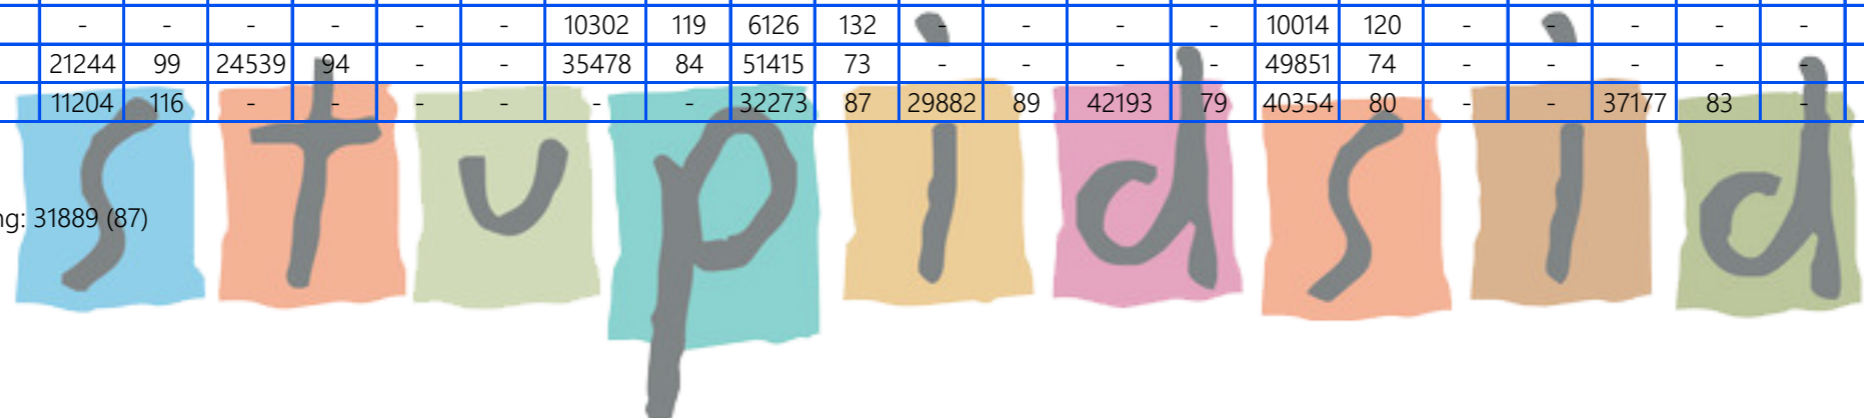 - - - - - - 10302 119 6126 132 - - - - 10014 120 - - - - -
21244 99 24539 94 - - 35478 84 51415 73 - - - - 49851 74 - - - - -
11204 116 - - - - - - 32273 87 29882 89 42193 79 40354 80 - - 37177 83 -
ng: 31889 (87)
stupidsid